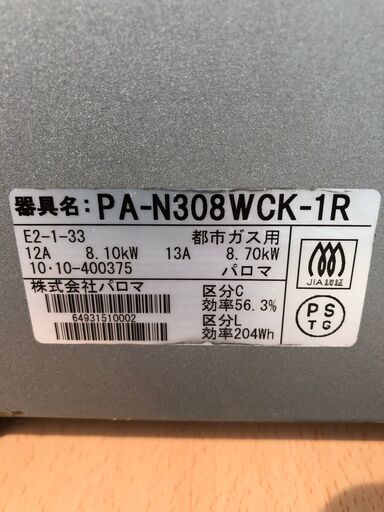 器具名：PA-N308WCK-1R
E2-1-33 都市ガス用
12A 8.10kW 13A 8.70kW
10・10-400375 パロマ
株式会社パロマ
区分C
効率56.3%
64931510002
区分L
効率204Wh
JIA認証
PS
TG